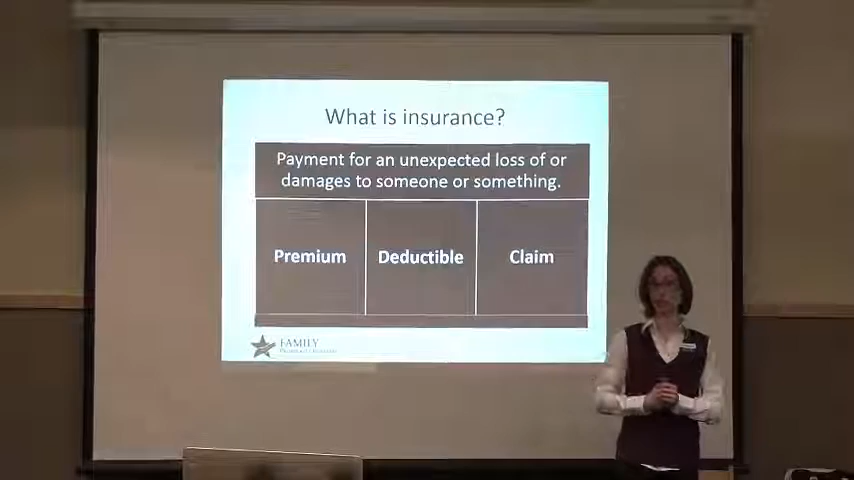 What is insurance?
Payment for an unexpected loss of or
damages to someone or something.
Premium
Deductible
Claim
FAMILY